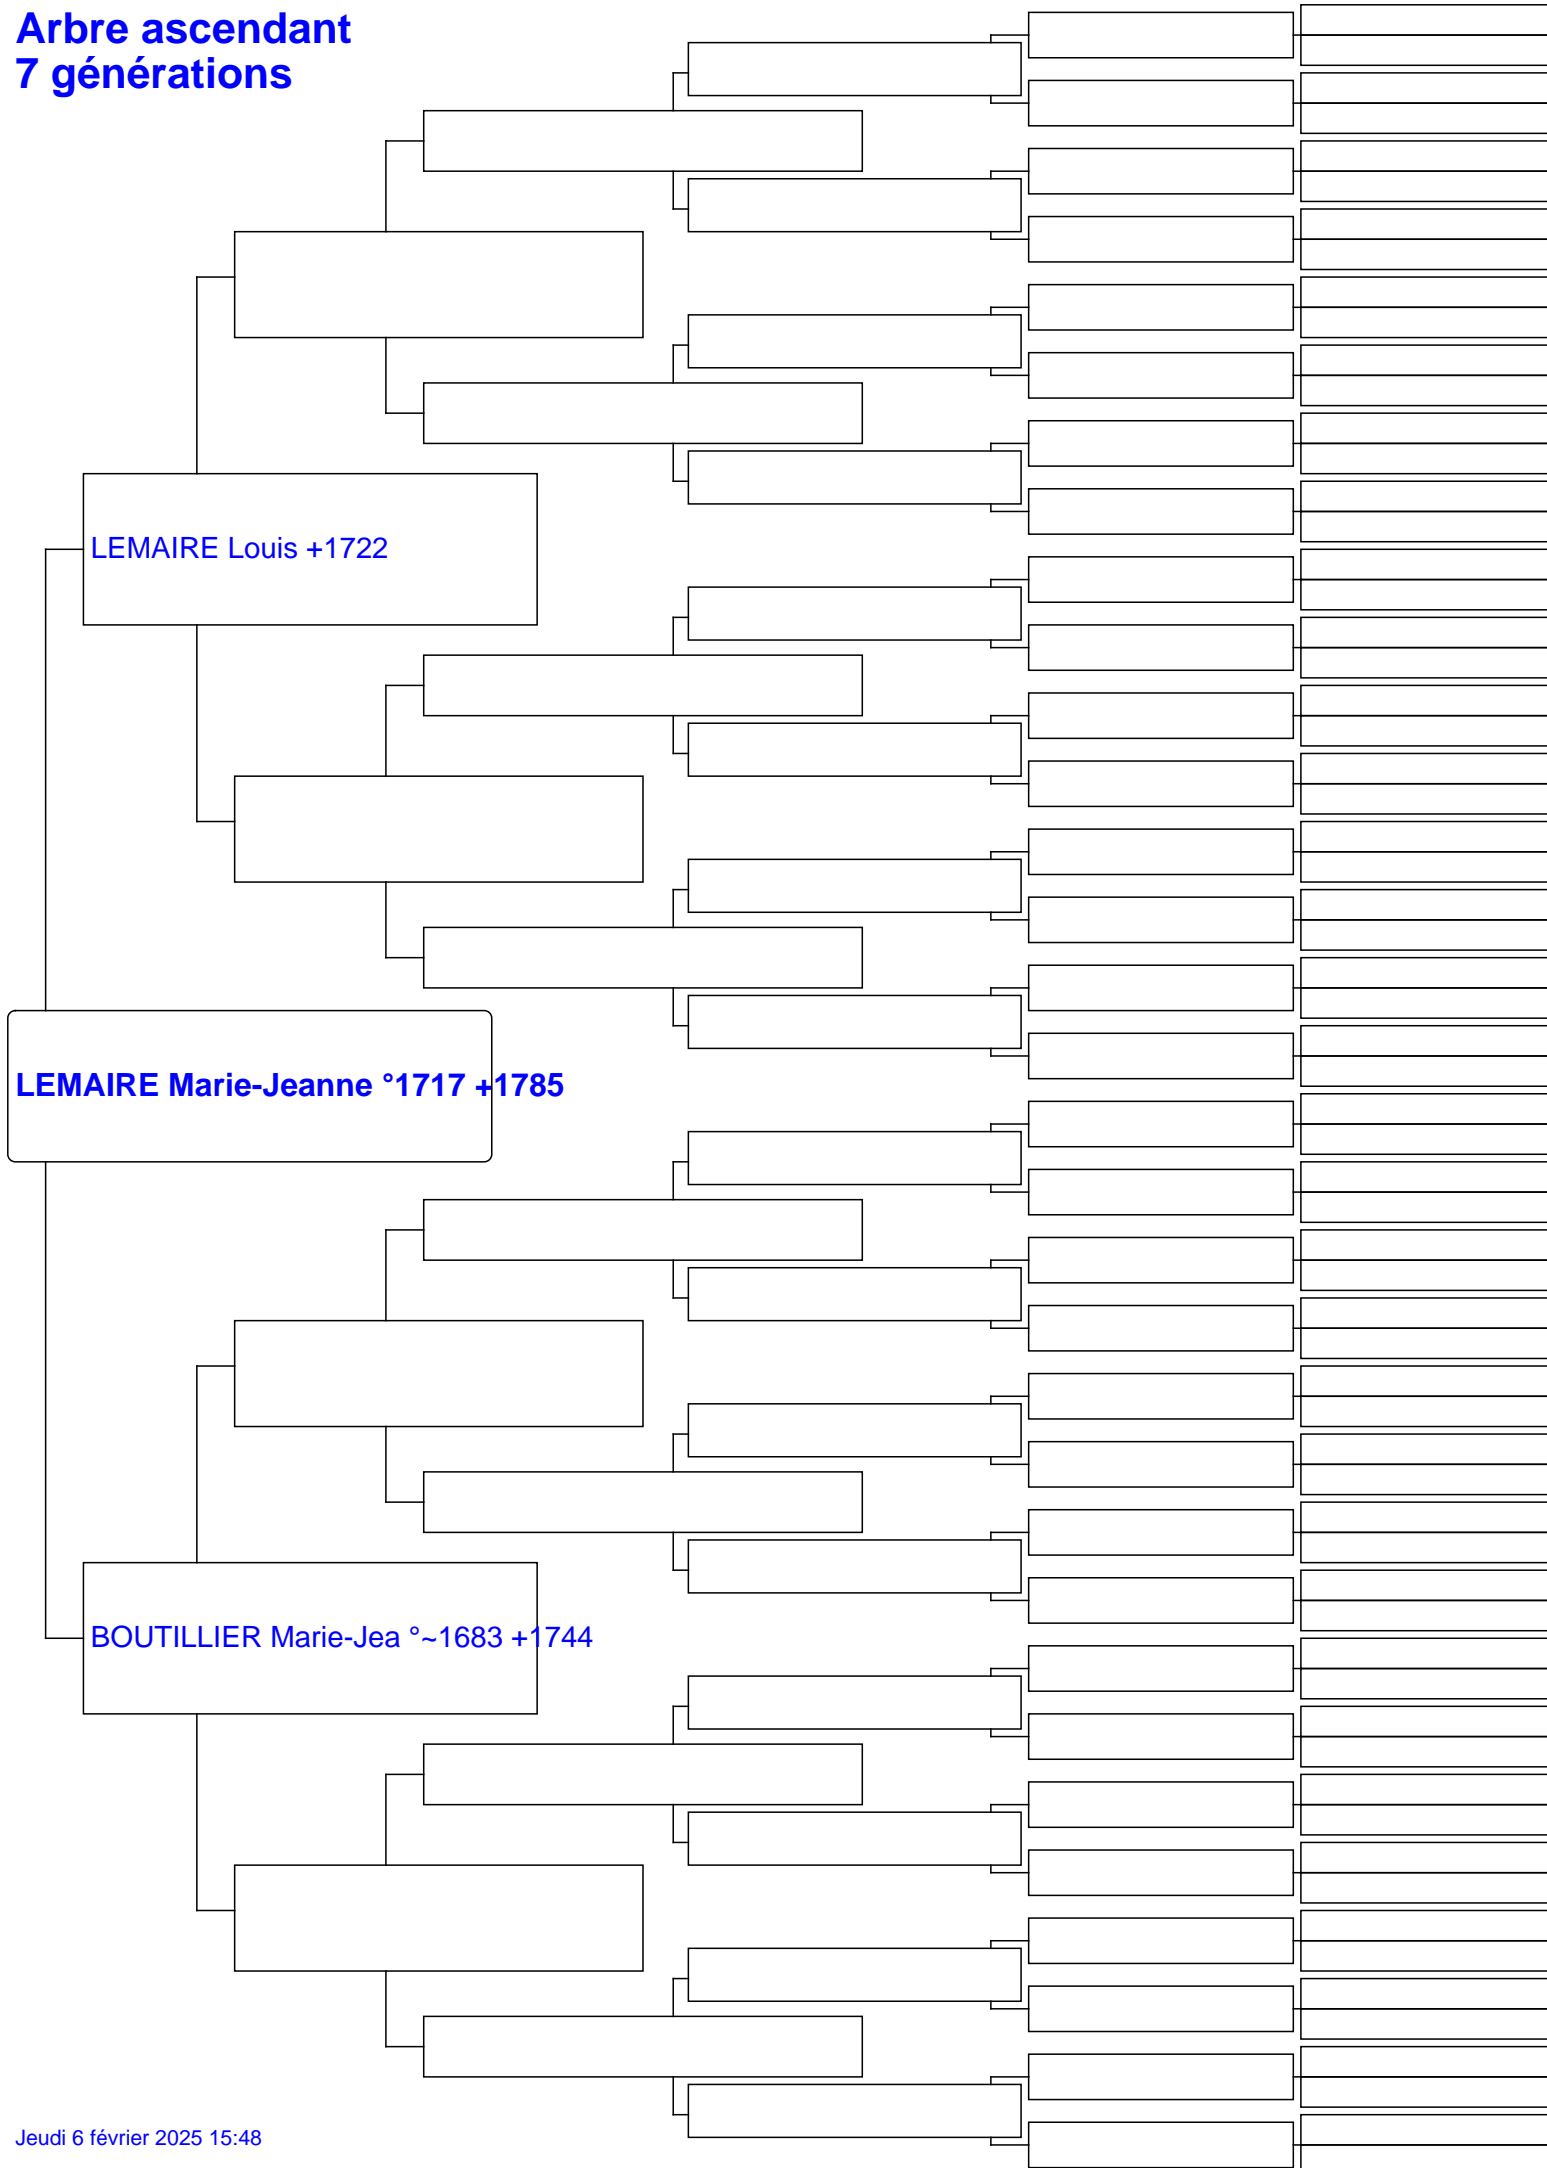 Arbre ascendant
7 générations
LEMAIRE Louis +1722
LEMAIRE Marie-Jeanne °1717 +1785
BOUTILLIER Marie-Jea °~1683 +1744
Jeudi 6 février 2025 15:48